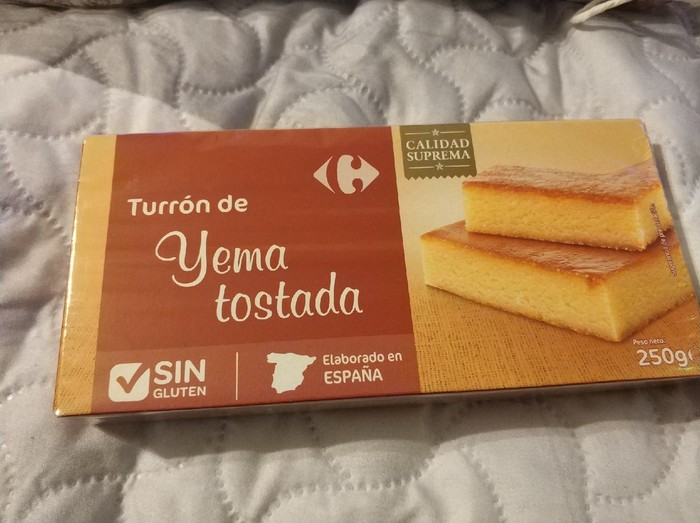 CALIDAD
SUPREMA
Turrón de
Yema
tostada
SIN
GLUTEN
Elaborado en
ESPAÑA
Peso neto:
250g